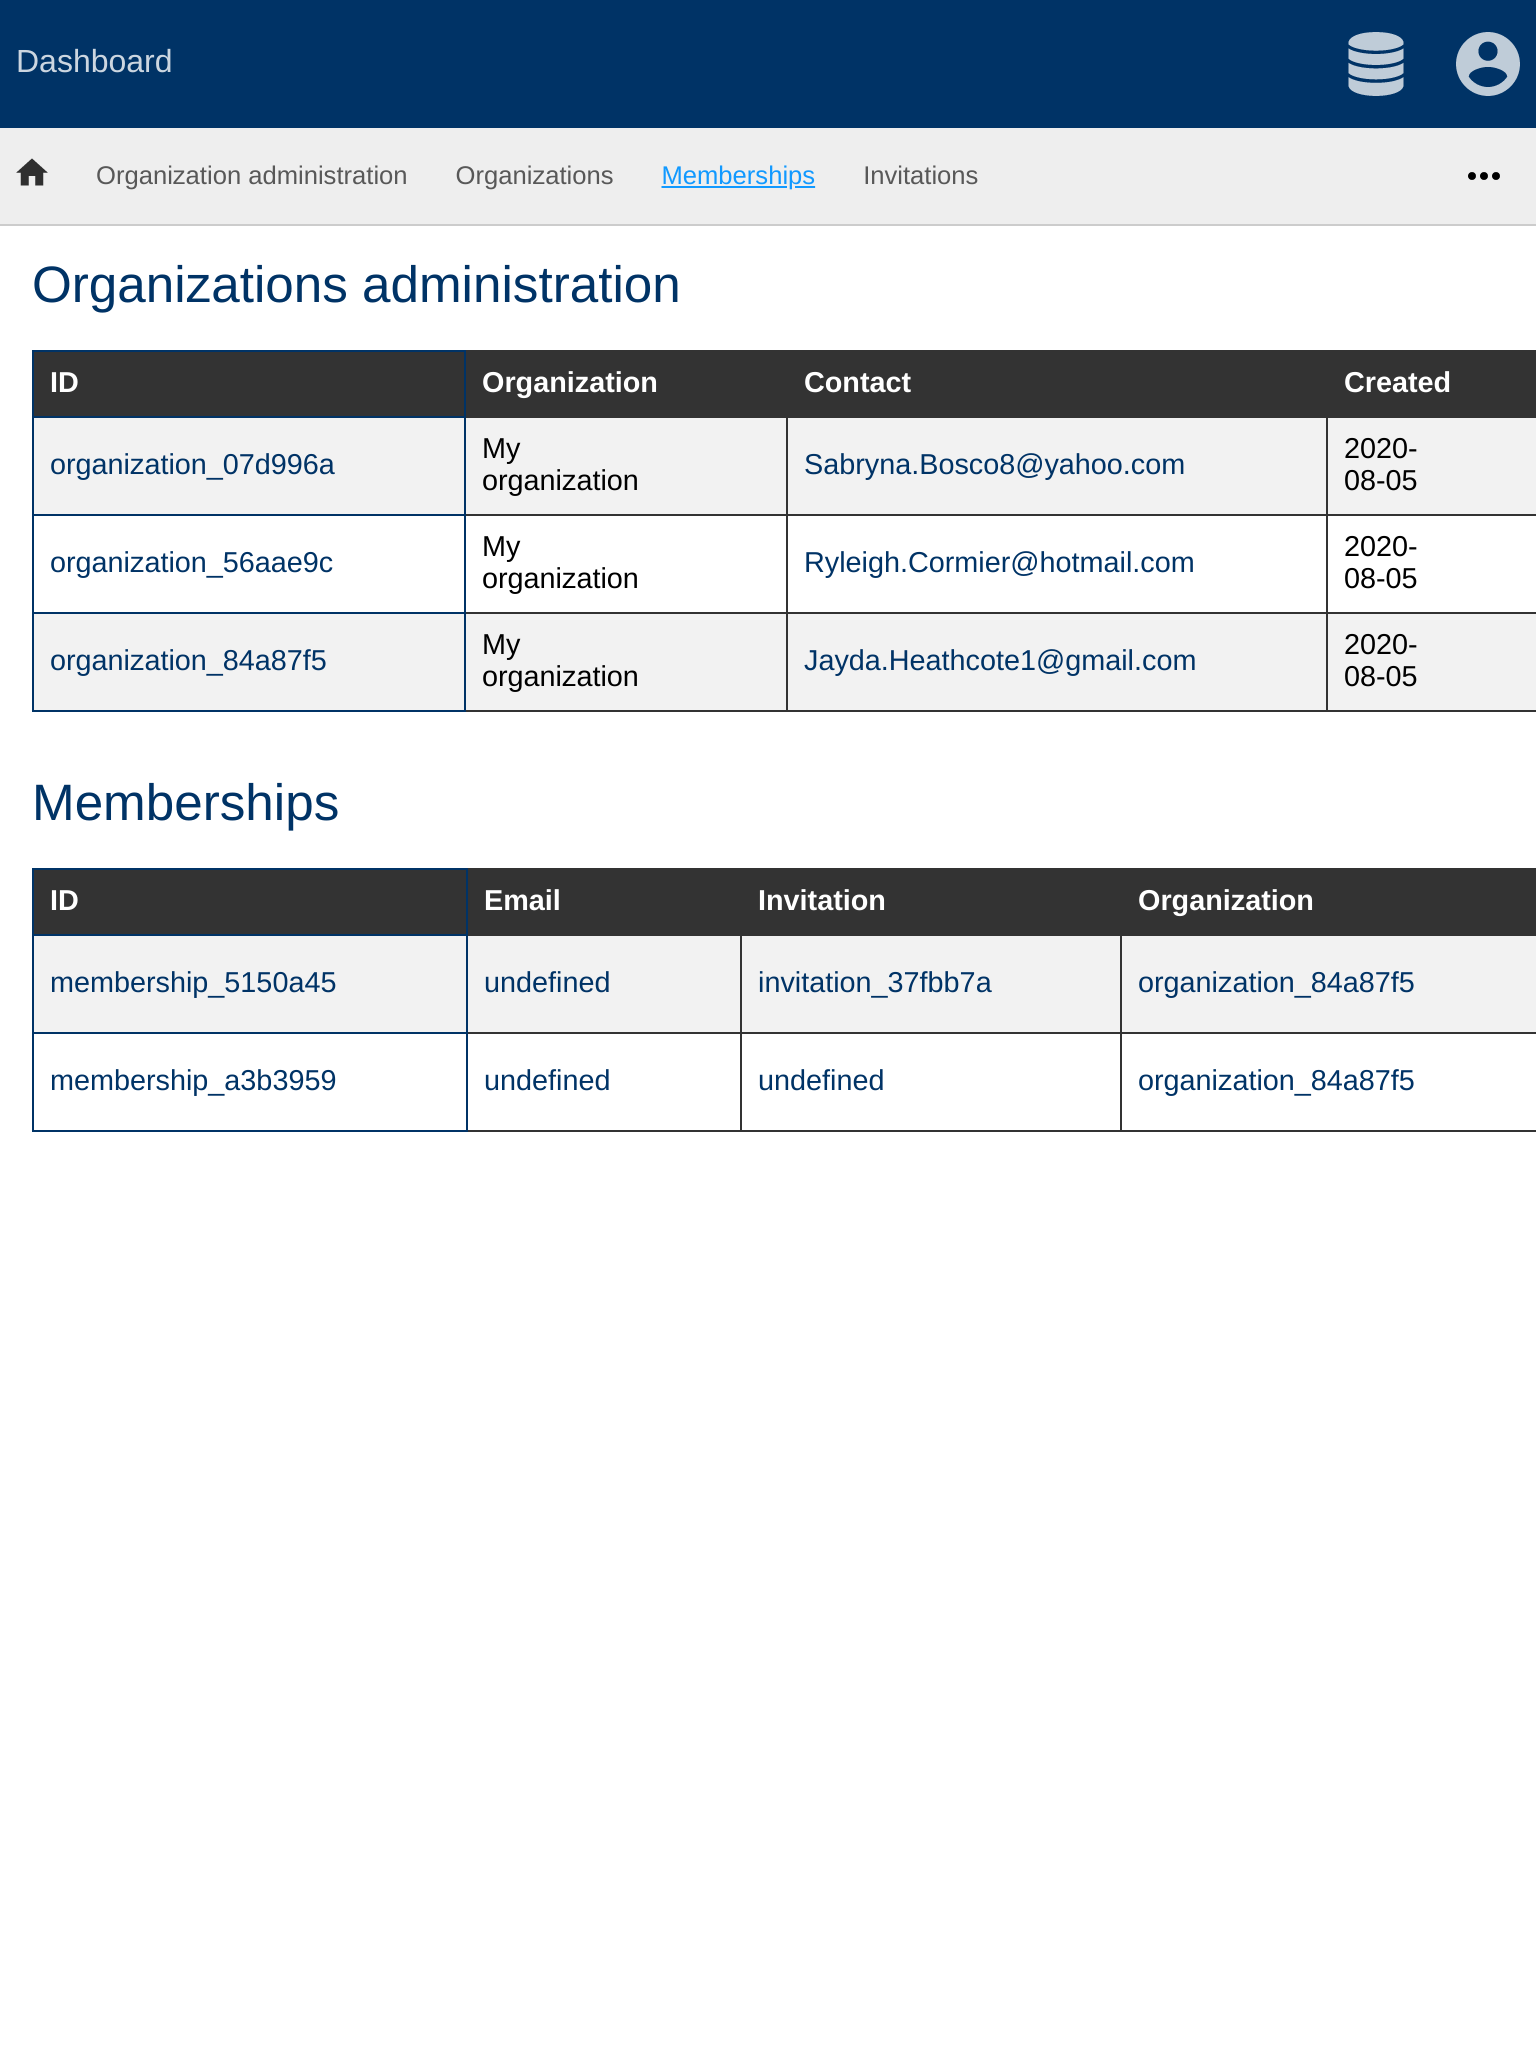 Dashboard
Organization administration Organizations Memberships Invitations
Organizations administration
ID Organization Contact Created
organization_07d996a My organization Sabryna.Bosco8@yahoo.com 2020-08-05
organization_56aae9c My organization Ryleigh.Cormier@hotmail.com 2020-08-05
organization_84a87f5 My organization Jayda.Heathcote1@gmail.com 2020-08-05
Memberships
ID Email Invitation Organization
membership_5150a45 undefined invitation_37fbb7a organization_84a87f5
membership_a3b3959 undefined undefined organization_84a87f5